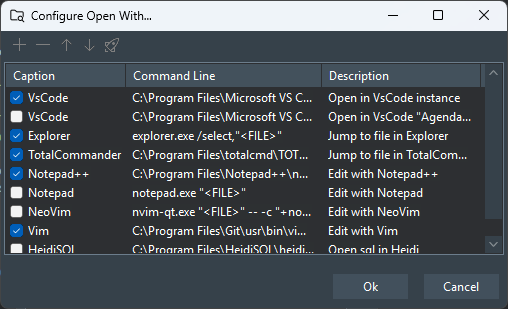 Configure Open With...
Caption Command Line Description
VsCode C:\Program Files\Microsoft VS C... Open in VsCode instance
VsCode C:\Program Files\Microsoft VS C... Open in VsCode "Agenda...
Explorer explorer.exe /select,"<FILE>" Jump to file in Explorer
TotalCommander C:\Program Files\totalcmd\TOT... Jump to file in TotalCom...
Notepad++ C:\Program Files\Notepad++\n... Edit with Notepad++
Notepad notepad.exe "<FILE>" Edit with Notepad
NeoVim nvim-qt.exe "<FILE>" -- -c "+no... Edit with NeoVim
Vim C:\Program Files\Git\usr\bin\vi... Edit with Vim
HeidiSQL C:\Program Files\HeidiSQL\heidi... Open sql in Heidi
Ok Cancel